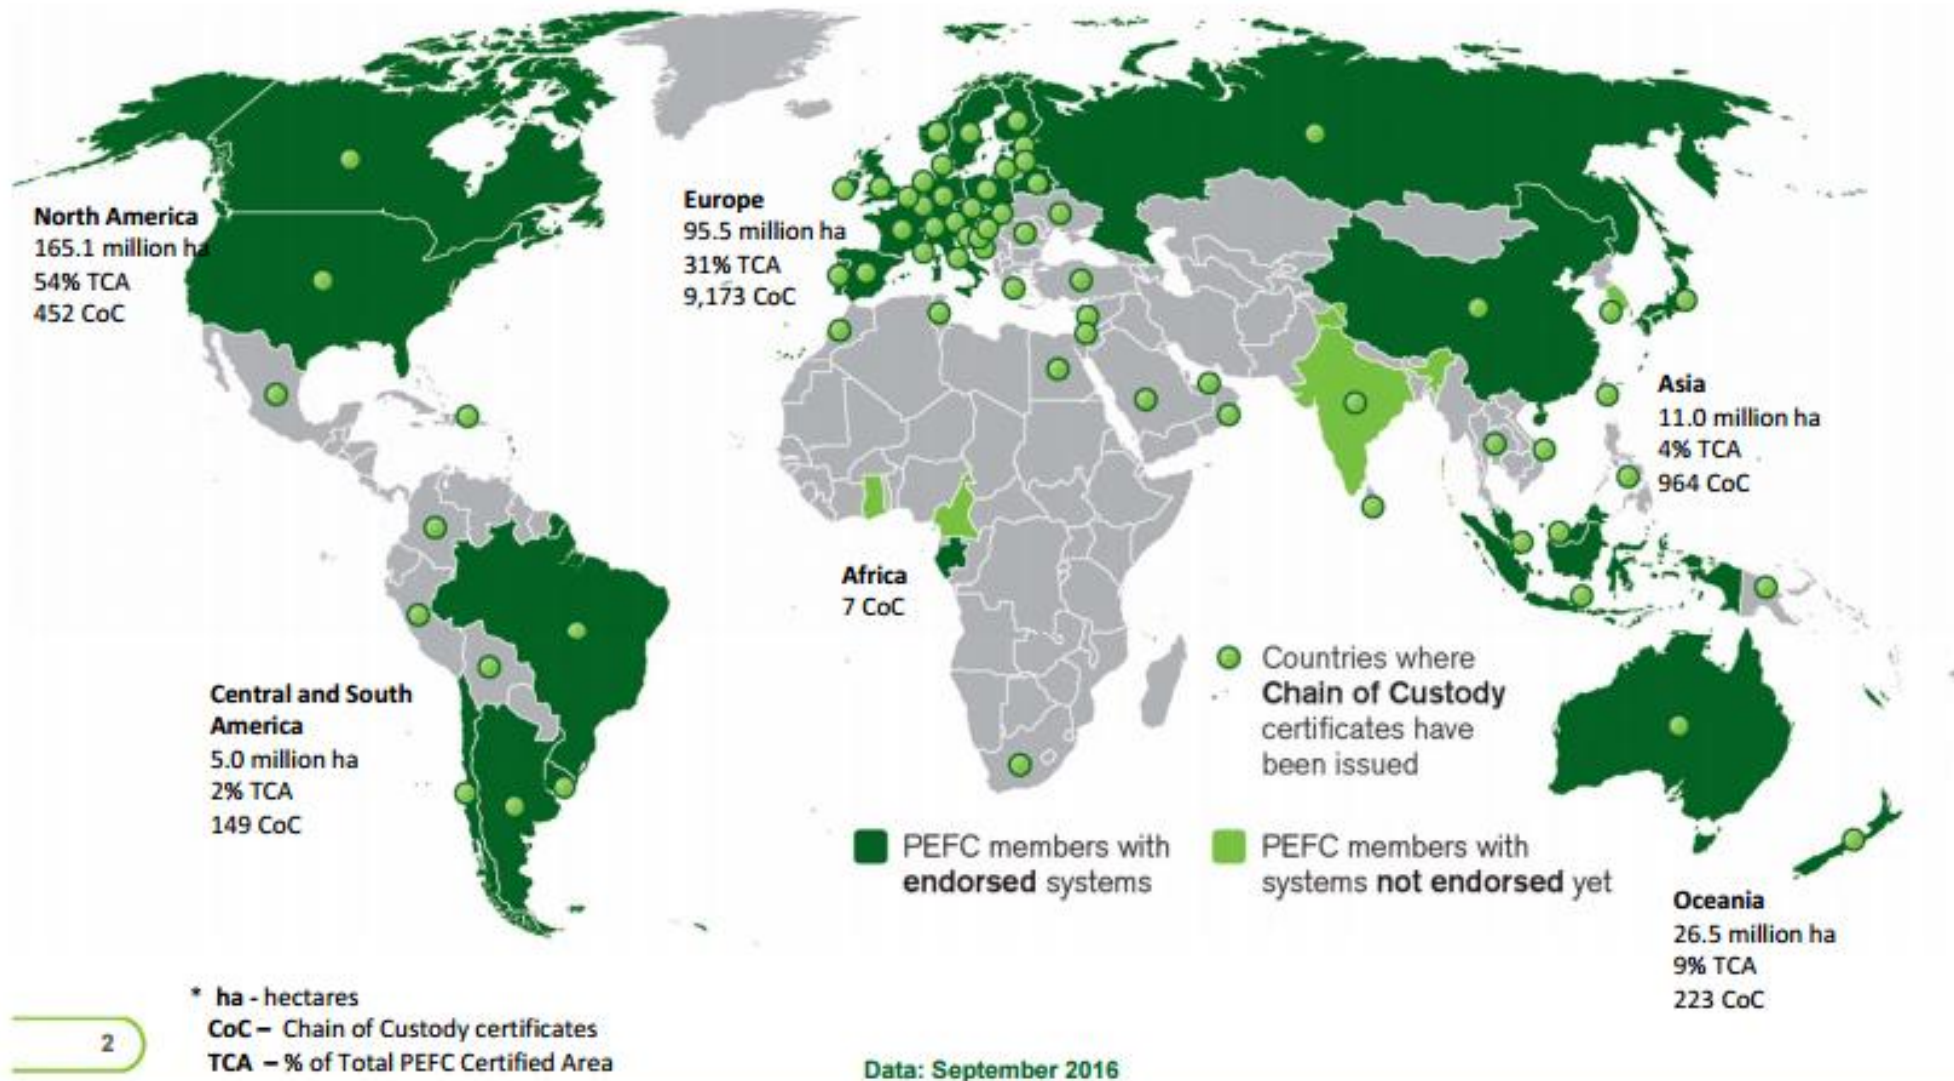 North America
165.1 million ha
54% TCA
452 CoC
Europe
95.5 million ha
31% TCA
9,173 CoC
Asia
11.0 million ha
4% TCA
964 CoC
Africa
7 CoC
Central and South
America
5.0 million ha
2% TCA
149 CoC
Countries where
Chain of Custody
certificates have
been issued
PEFC members with
endorsed systems
PEFC members with
systems not endorsed yet
Oceania
26.5 million ha
9% TCA
223 CoC
* ha - hectares
CoC – Chain of Custody certificates
TCA – % of Total PEFC Certified Area
2
Data: September 2016